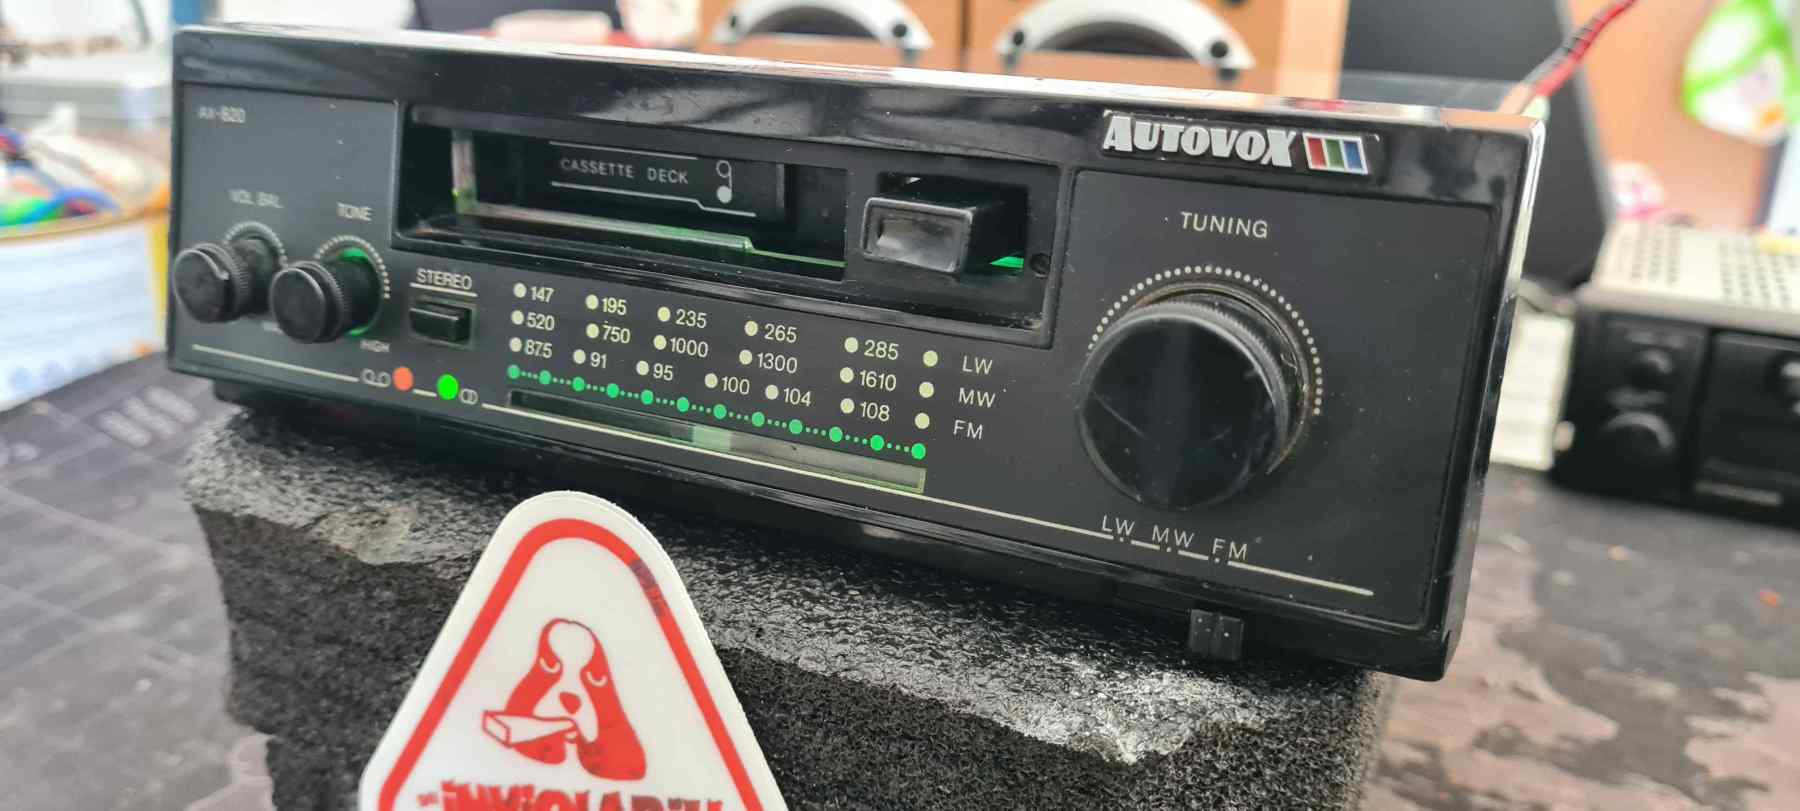 AX-620
AUTOVOX
CASSETTE DECK
VOL BAL
TONE
TUNING
STEREO
147 195 235 265 285 LW
520 750 1000 1300 1610 MW
87.5 91 95 100 104 108 FM
HIGH
LW MW FM